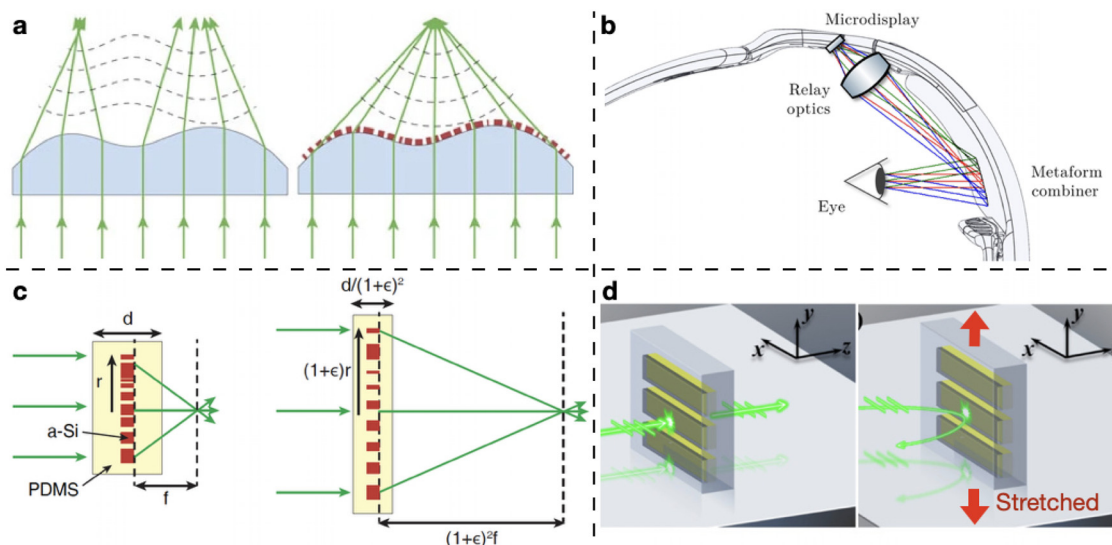 a
b
Microdisplay
Relay
optics
Eye
Metaform
combiner
c
d
r
a-Si
PDMS
f
d/(1+ϵ)²
(1+ϵ)r
(1+ϵ)²f
d
y
x
z
y
x
Stretched